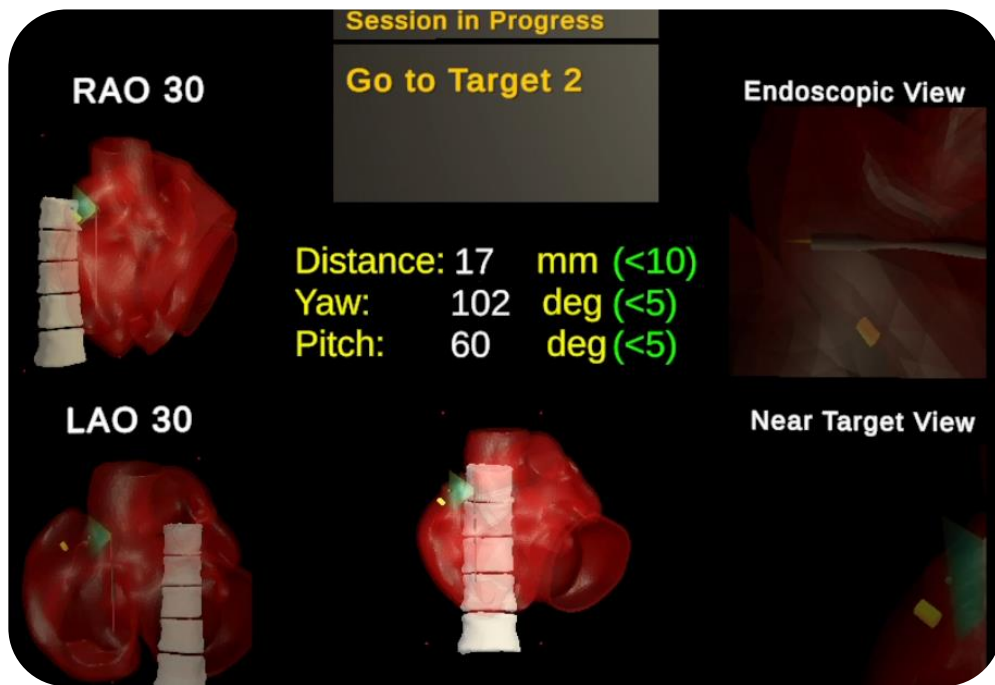 Session in Progress
Go to Target 2
RAO 30
Endoscopic View
Distance: 17 mm (<10)
Yaw: 102 deg (<5)
Pitch: 60 deg (<5)
LAO 30
Near Target View